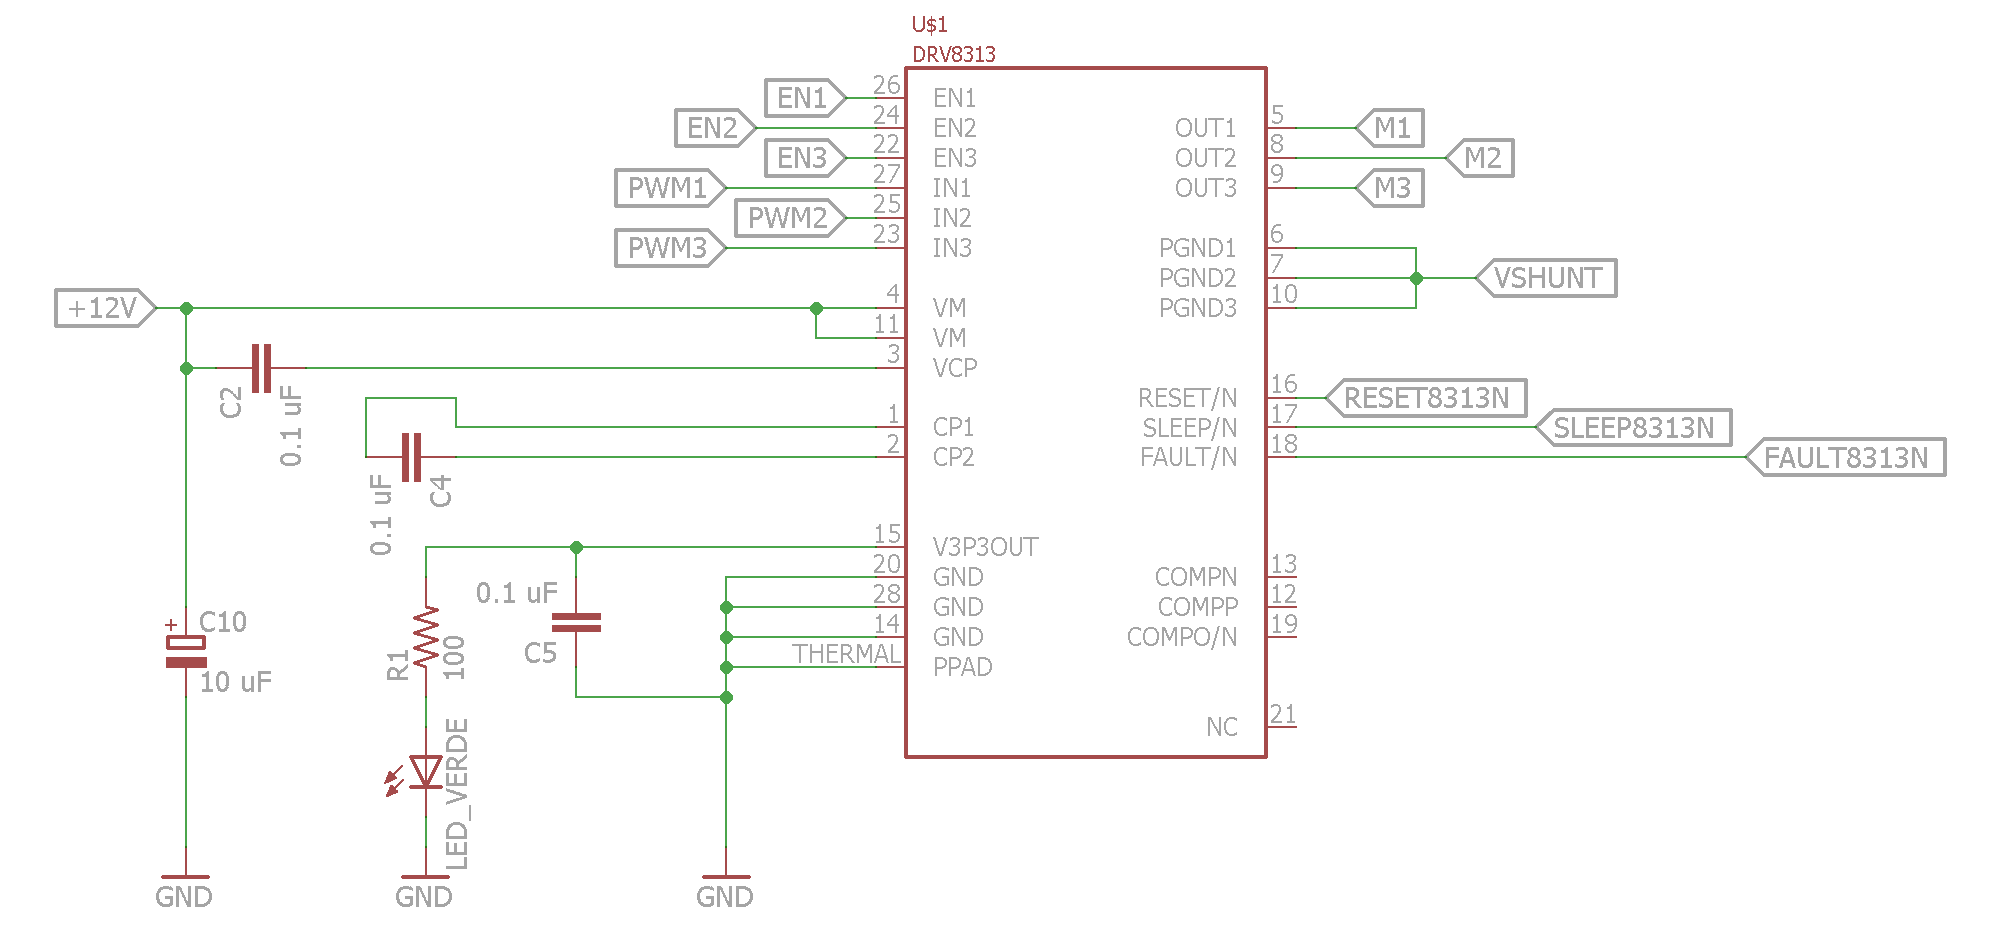 U$1
DRV8313
EN1
EN2
EN3
PWM1
PWM2
PWM3
+12V
26
24
22
27
25
23
4
11
3
1
2
15
20
28
14
THERMAL
EN1
EN2
EN3
IN1
IN2
IN3
VM
VM
VCP
CP1
CP2
V3P3OUT
GND
GND
GND
PPAD
OUT1
OUT2
OUT3
PGND1
PGND2
PGND3
RESET/N
SLEEP/N
FAULT/N
COMPN
COMPP
COMPO/N
NC
5
8
9
6
7
10
16
17
18
13
12
19
21
M1
M2
M3
VSHUNT
RESET8313N
SLEEP8313N
FAULT8313N
C2
0.1 uF
0.1 uF
C4
0.1 uF
C5
+
C10
10 uF
R1
100
LED_VERDE
GND
GND
GND